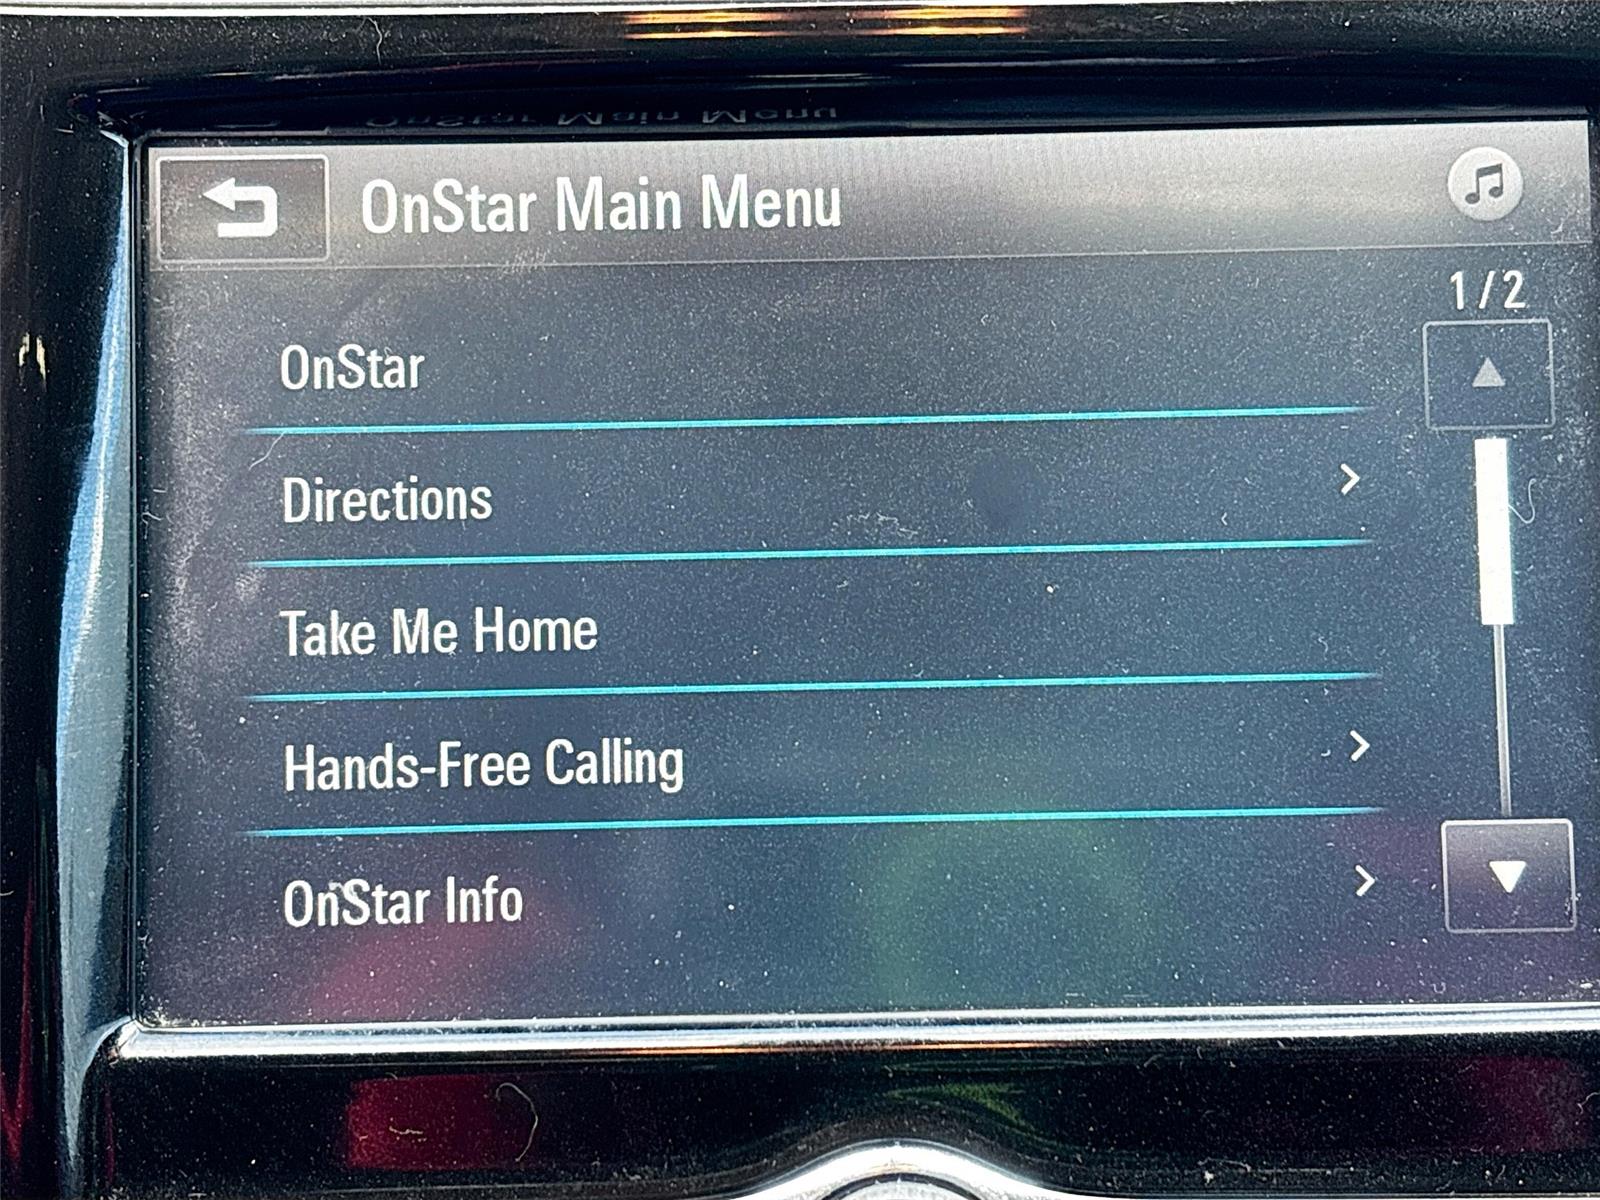 OnStar Main Menu
1/2
OnStar
Directions
Take Me Home
Hands-Free Calling
OnStar Info